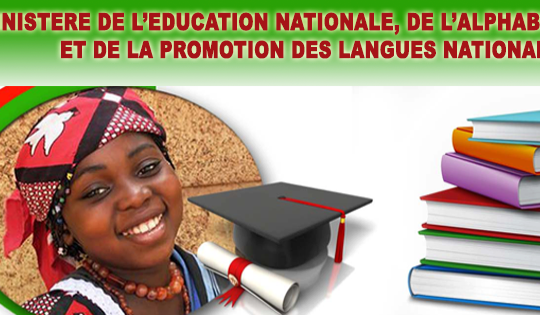 NISTERE DE L'EDUCATION NATIONALE, DE L'ALPHAB
ET DE LA PROMOTION DES LANGUES NATIONA